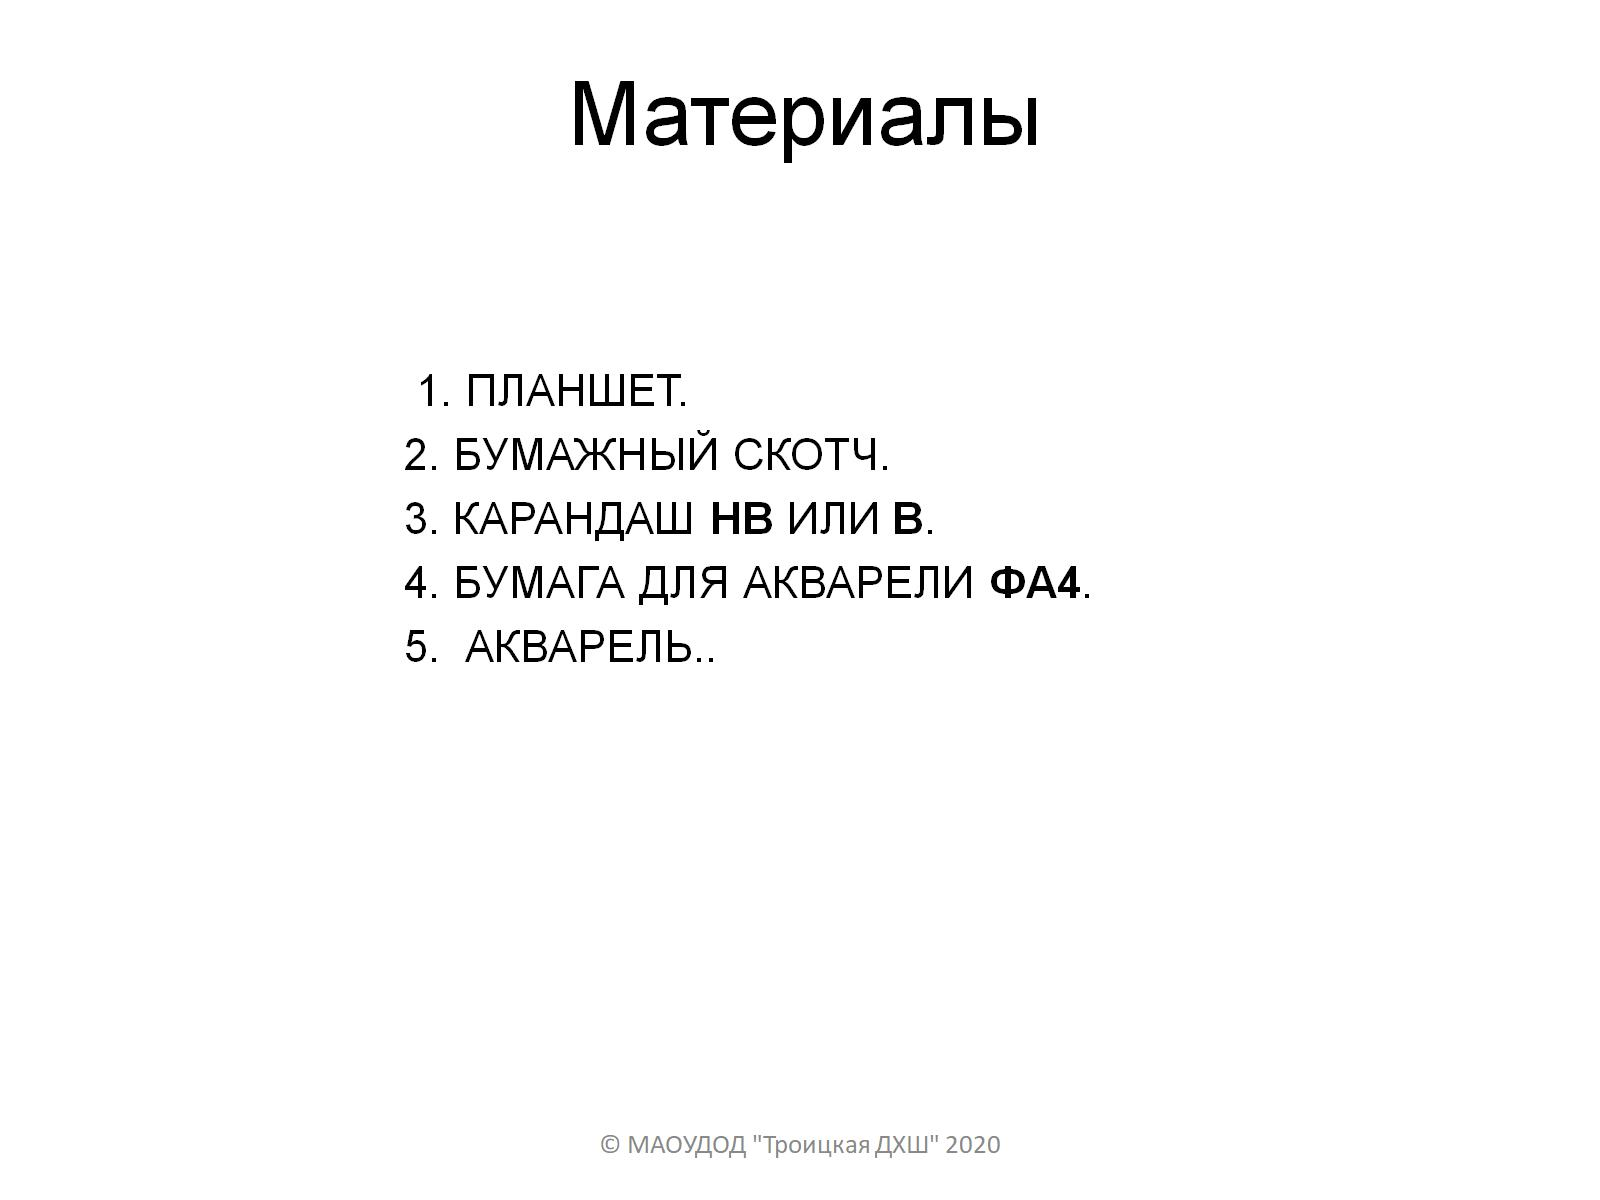 Материалы
1. ПЛАНШЕТ.
2. БУМАЖНЫЙ СКОТЧ.
3. КАРАНДАШ НВ ИЛИ В.
4. БУМАГА ДЛЯ АКВАРЕЛИ ФА4.
5. АКВАРЕЛЬ..
© МАОУДОД "Троицкая ДХШ" 2020